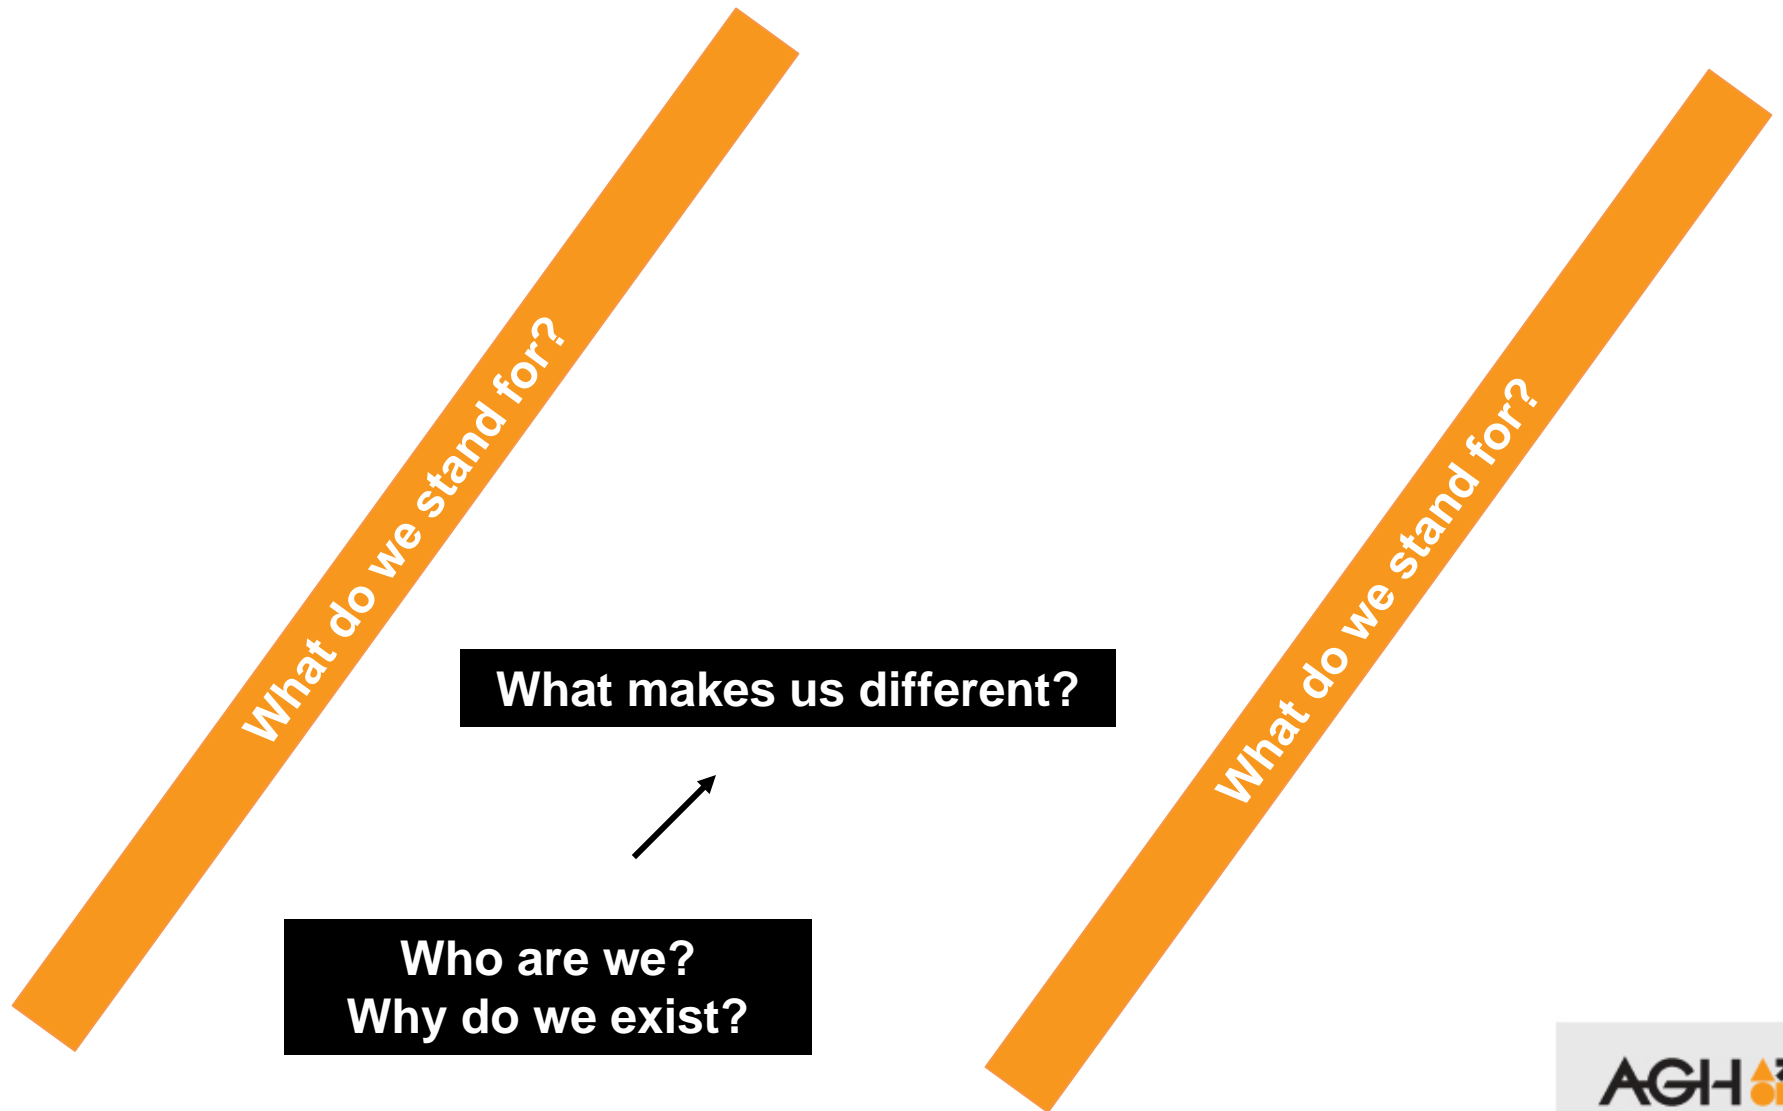 What do we stand for?
What do we stand for?
What makes us different?
Who are we?
Why do we exist?
AGH